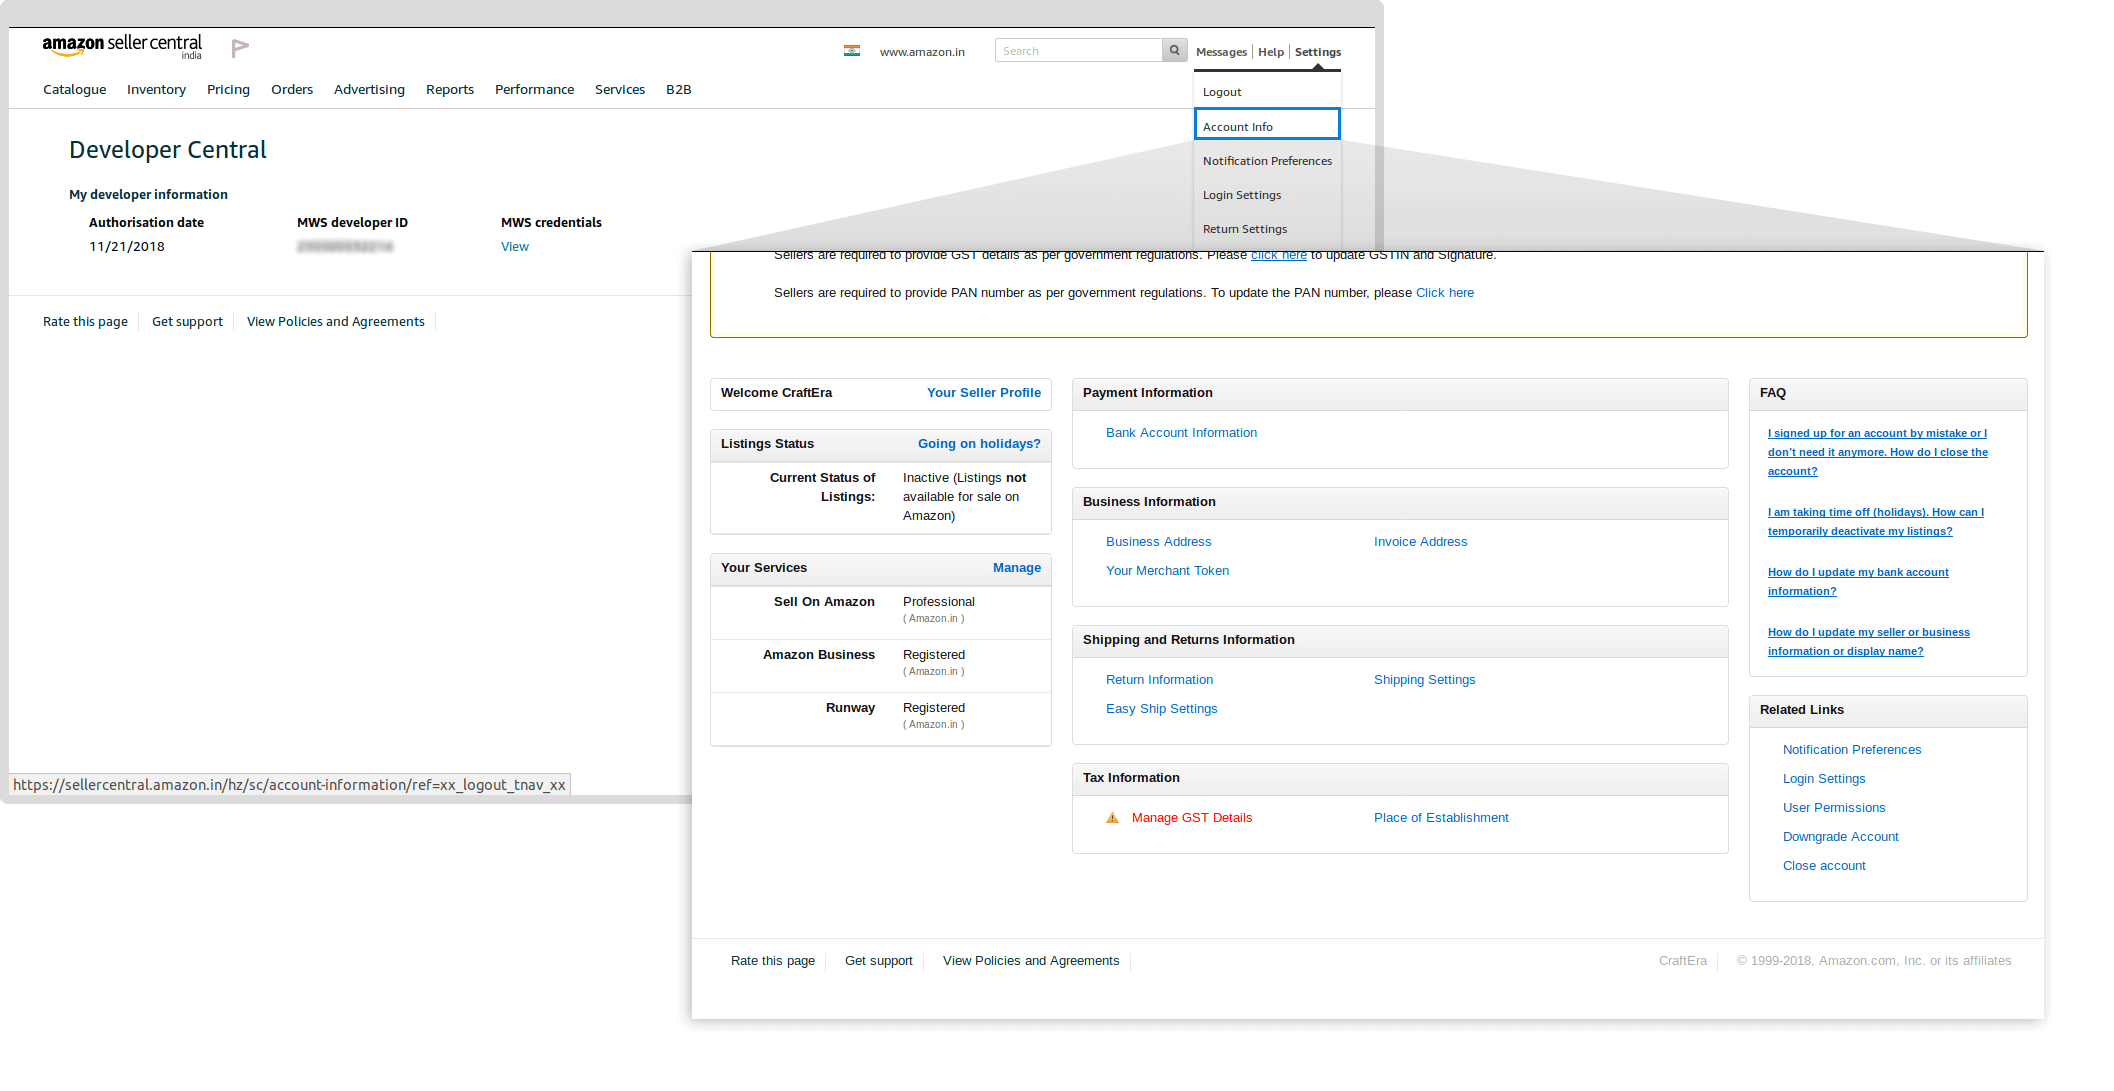 amazon seller central
india
www.amazon.in
Search
Messages | Help | Settings
Catalogue Inventory Pricing Orders Advertising Reports Performance Services B2B
Logout
Account Info
Notification Preferences
Login Settings
Return Settings
Developer Central
My developer information
Authorisation date MWS developer ID MWS credentials
11/21/2018 View
Rate this page Get support View Policies and Agreements
https://sellercentral.amazon.in/hz/sc/account-information/ref=xx_logout_tnav_xx
Sellers are required to provide GST details as per government regulations. Please click here to update GSTIN and Signature.
Sellers are required to provide PAN number as per government regulations. To update the PAN number, please Click here
Welcome CraftEra Your Seller Profile
Listings Status Going on holidays?
Current Status of
Listings:
Inactive (Listings not
available for sale on
Amazon)
Your Services Manage
Sell On Amazon Professional
( Amazon.in )
Amazon Business Registered
( Amazon.in )
Runway Registered
( Amazon.in )
Payment Information
Bank Account Information
Business Information
Business Address Invoice Address
Your Merchant Token
Shipping and Returns Information
Return Information Shipping Settings
Easy Ship Settings
Tax Information
Manage GST Details Place of Establishment
FAQ
I signed up for an account by mistake or I
don't need it anymore. How do I close the
account?
I am taking time off (holidays). How can I
temporarily deactivate my listings?
How do I update my bank account
information?
How do I update my seller or business
information or display name?
Related Links
Notification Preferences
Login Settings
User Permissions
Downgrade Account
Close account
Rate this page Get support View Policies and Agreements
CraftEra © 1999-2018, Amazon.com, Inc. or its affiliates